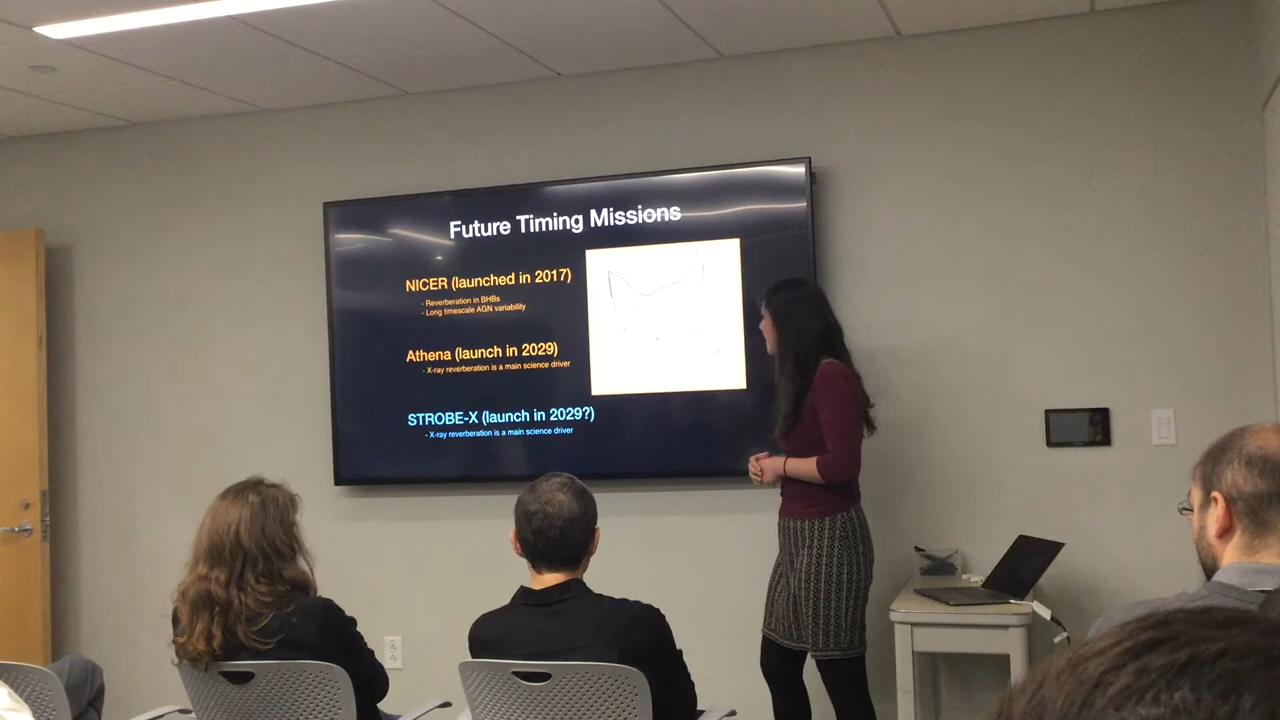 Future Timing Missions
NICER (launched in 2017)
- Reverberation in BHBs
- Long timescale AGN variability
Athena (launch in 2029)
- X-ray reverberation is a main science driver
STROBE-X (launch in 2029?)
- X-ray reverberation is a main science driver